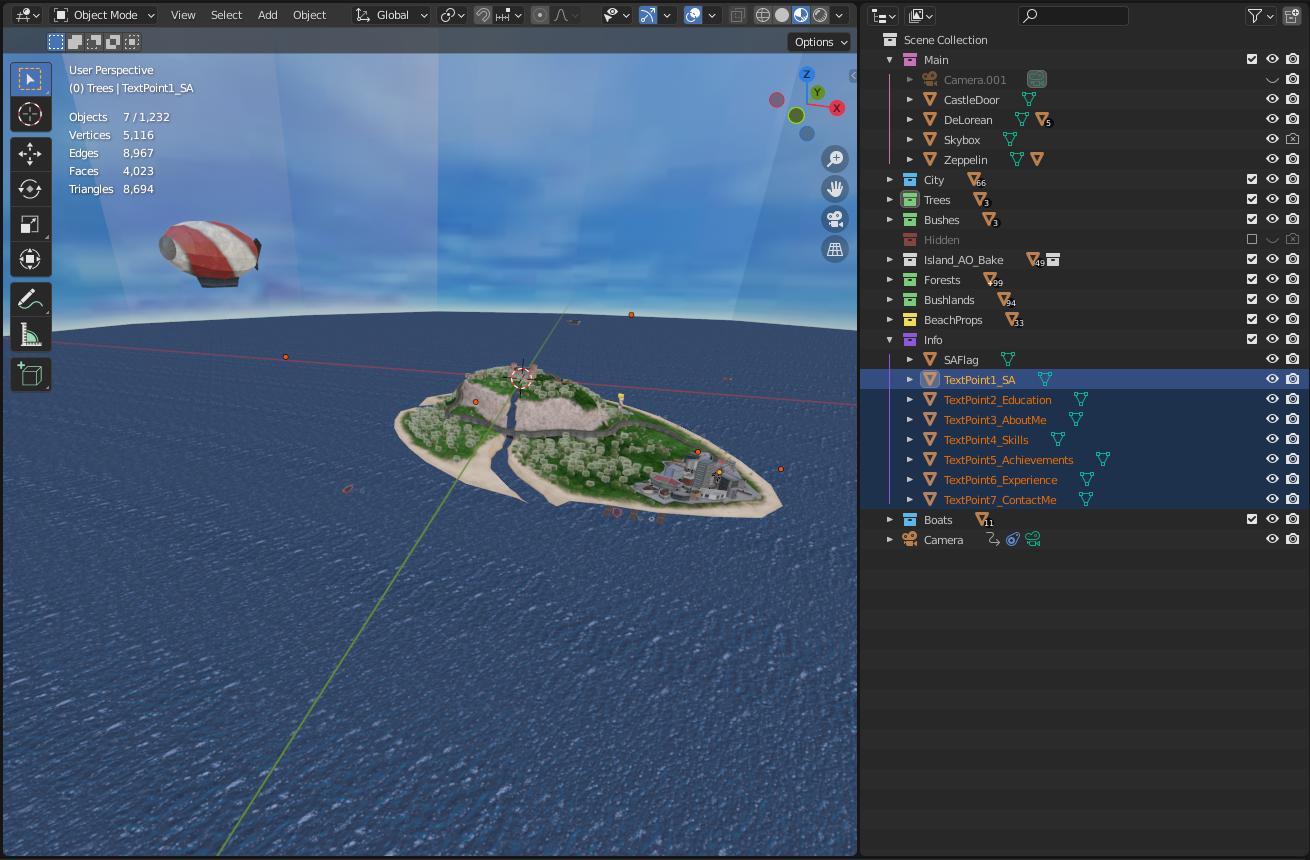 Object Mode
View
Select
Add
Object
Global
Options
User Perspective
(0) Trees | TextPoint1_SA
Objects 7 / 1,232
Vertices 5,116
Edges 8,967
Faces 4,023
Triangles 8,694
Z
Y
X
Scene Collection
Main
Camera.001
CastleDoor
DeLorean 5
Skybox
Zeppelin
City 66
Trees 3
Bushes 3
Hidden
Island_AO_Bake 49
Forests +99
Bushlands 94
BeachProps 33
Info
SAFlag
TextPoint1_SA
TextPoint2_Education
TextPoint3_AboutMe
TextPoint4_Skills
TextPoint5_Achievements
TextPoint6_Experience
TextPoint7_ContactMe
Boats 11
Camera